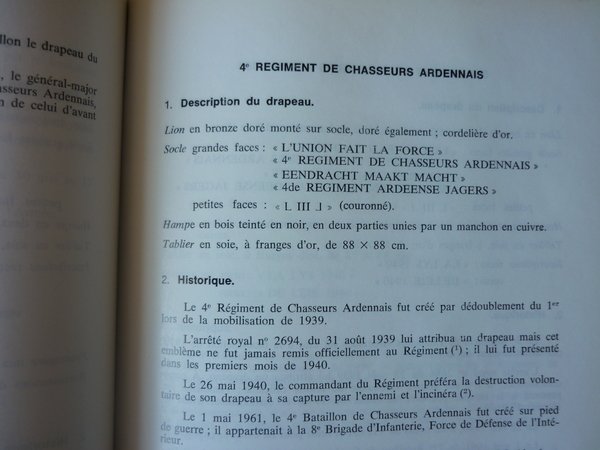 llon le drapeau du
, le général-major
asseurs Ardennais,
n de celui d'avant
4e REGIMENT DE CHASSEURS ARDENNAIS
1. Description du drapeau.
Lion en bronze doré monté sur socle, doré également ; cordelière d'or.
Socle grandes faces : « L'UNION FAIT LA FORCE »
« 4e REGIMENT DE CHASSEURS ARDENNAIS »
« EENDRACHT MAAKT MACHT »
« 4de REGIMENT ARDEENSE JAGERS »
petites faces : « L III ⅃ » (couronné).
Hampe en bois teinté en noir, en deux parties unies par un manchon en cuivre.
Tablier en soie, à franges d'or, de 88 × 88 cm.
2. Historique.
Le 4e Régiment de Chasseurs Ardennais fut créé par dédoublement du 1er
lors de la mobilisation de 1939.
L'arrêté royal n° 2694, du 31 août 1939 lui attribua un drapeau mais cet
emblème ne fut jamais remis officiellement au Régiment (1) ; il lui fut présenté
dans les premiers mois de 1940.
Le 26 mai 1940, le commandant du Régiment préféra la destruction volon-
taire de son drapeau à sa capture par l'ennemi et l'incinéra (2).
Le 1 mai 1961, le 4e Bataillon de Chasseurs Ardennais fut créé sur pied
de guerre ; il appartenait à la 8e Brigade d'Infanterie, Force de Défense de l'Inté-
rieur.